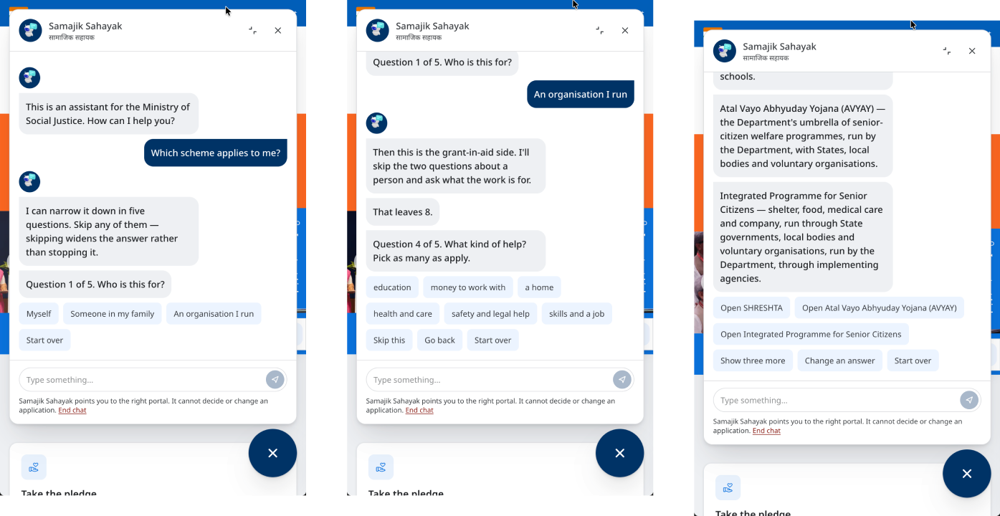 Samajik Sahayak
सामाजिक सहायक
This is an assistant for the Ministry of
Social Justice. How can I help you?
Which scheme applies to me?
I can narrow it down in five
questions. Skip any of them —
skipping widens the answer rather
than stopping it.
Question 1 of 5. Who is this for?
Myself
Someone in my family
An organisation I run
Start over
Type something...
Samajik Sahayak points you to the right portal. It cannot decide or change an
application. End chat
Take the pledge
Samajik Sahayak
सामाजिक सहायक
Question 1 of 5. Who is this for?
An organisation I run
Then this is the grant-in-aid side. I'll
skip the two questions about a
person and ask what the work is for.
That leaves 8.
Question 4 of 5. What kind of help?
Pick as many as apply.
education
money to work with
a home
health and care
safety and legal help
skills and a job
Skip this
Go back
Start over
Type something...
Samajik Sahayak points you to the right portal. It cannot decide or change an
application. End chat
Take the pledge
Samajik Sahayak
सामाजिक सहायक
schools.
Atal Vayo Abhyuday Yojana (AVYAY) —
the Department's umbrella of senior-
citizen welfare programmes, run by
the Department, with States, local
bodies and voluntary organisations.
Integrated Programme for Senior
Citizens — shelter, food, medical care
and company, run through State
governments, local bodies and
voluntary organisations, run by the
Department, through implementing
agencies.
Open SHRESHTA
Open Atal Vayo Abhyuday Yojana (AVYAY)
Open Integrated Programme for Senior Citizens
Show three more
Change an answer
Start over
Type something...
Samajik Sahayak points you to the right portal. It cannot decide or change an
application. End chat
Take the pledge